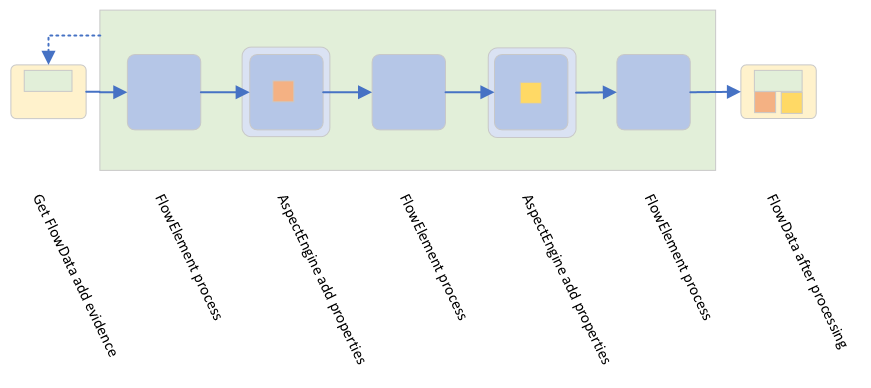 Get FlowData add evidence
FlowElement process
AspectEngine add properties
FlowElement process
AspectEngine add properties
FlowElement process
FlowData after processing